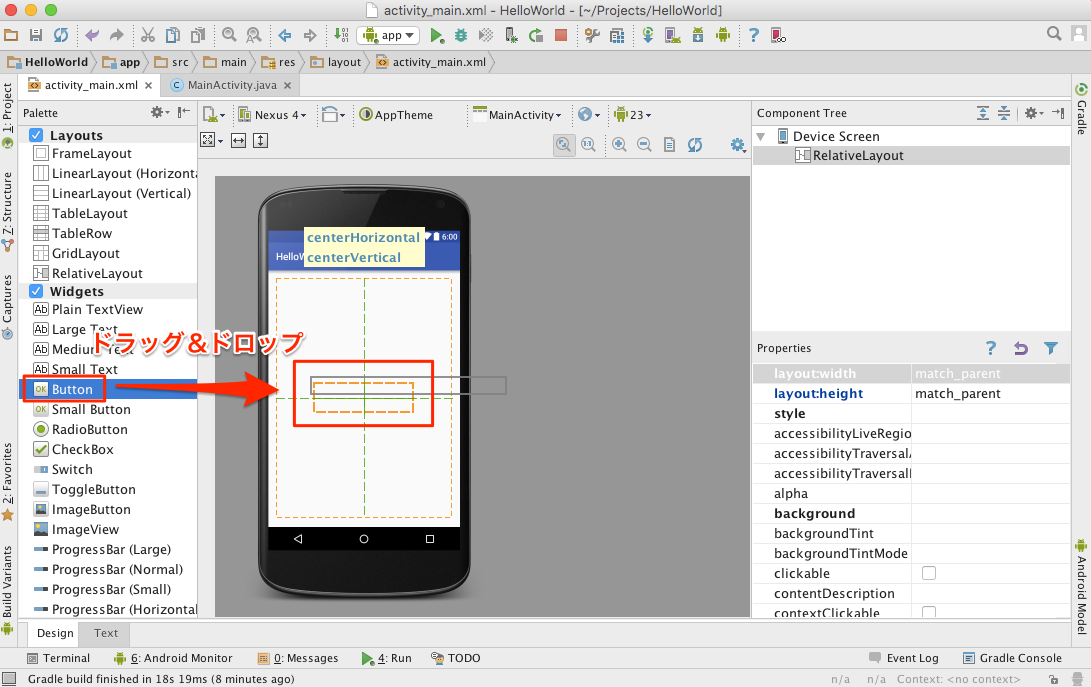 activity_main.xml - HelloWorld - [~/Projects/HelloWorld]
app
HelloWorld
app
src
main
res
layout
activity_main.xml
activity_main.xml
MainActivity.java
1: Project
Z: Structure
Captures
2: Favorites
Build Variants
Palette
Layouts
FrameLayout
LinearLayout (Horizonta
LinearLayout (Vertical)
TableLayout
TableRow
GridLayout
RelativeLayout
Widgets
Plain TextView
Large Text
Medium Text
Small Text
Button
Small Button
RadioButton
CheckBox
Switch
ToggleButton
ImageButton
ImageView
ProgressBar (Large)
ProgressBar (Normal)
ProgressBar (Small)
ProgressBar (Horizontal
ドラッグ&ドロップ
Nexus 4
AppTheme
MainActivity
23
centerHorizontal
centerVertical
6:00
HelloW
Component Tree
Device Screen
RelativeLayout
Properties
layout:width match_parent
layout:height match_parent
style
accessibilityLiveRegio
accessibilityTraversalA
accessibilityTraversalI
alpha
background
backgroundTint
backgroundTintMode
clickable
contentDescription
contextClickable
Gradle
Android Model
Design
Text
Terminal
6: Android Monitor
0: Messages
4: Run
TODO
Event Log
Gradle Console
Gradle build finished in 18s 19ms (8 minutes ago)
n/a
n/a
Context: <no context>